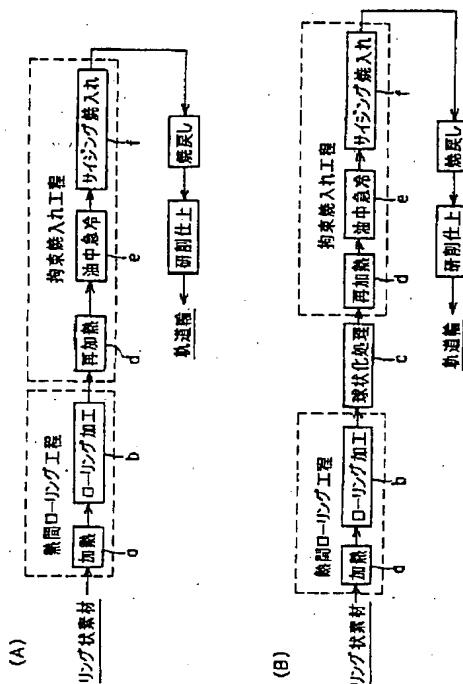 (A)
リング状素材
熱間ローリング工程
加熱
a
ローリング加工
b
拘束焼入れ工程
再加熱
d
油中急冷
e
サイジング焼入れ
f
焼戻し
研削仕上
軌道輪
(B)
リング状素材
熱間ローリング工程
加熱
a
ローリング加工
b
球状化処理
c
拘束焼入れ工程
再加熱
d
油中急冷
e
サイジング焼入れ
f
焼戻し
研削仕上
軌道輪